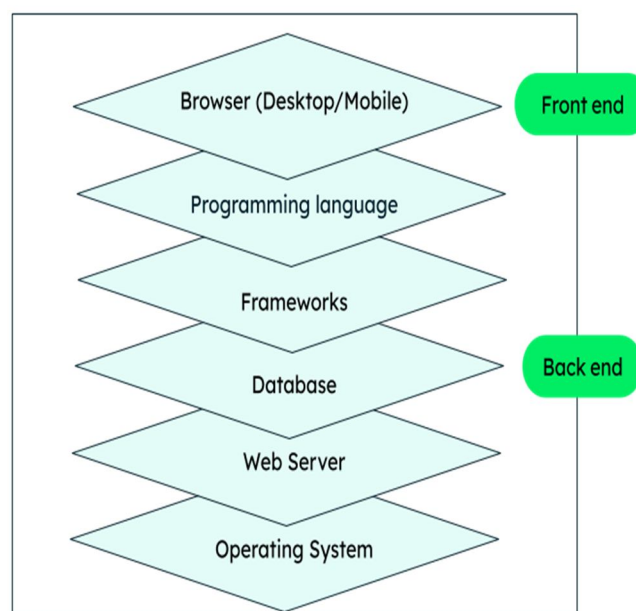 Browser (Desktop/Mobile)
Front end
Programming language
Frameworks
Database
Back end
Web Server
Operating System